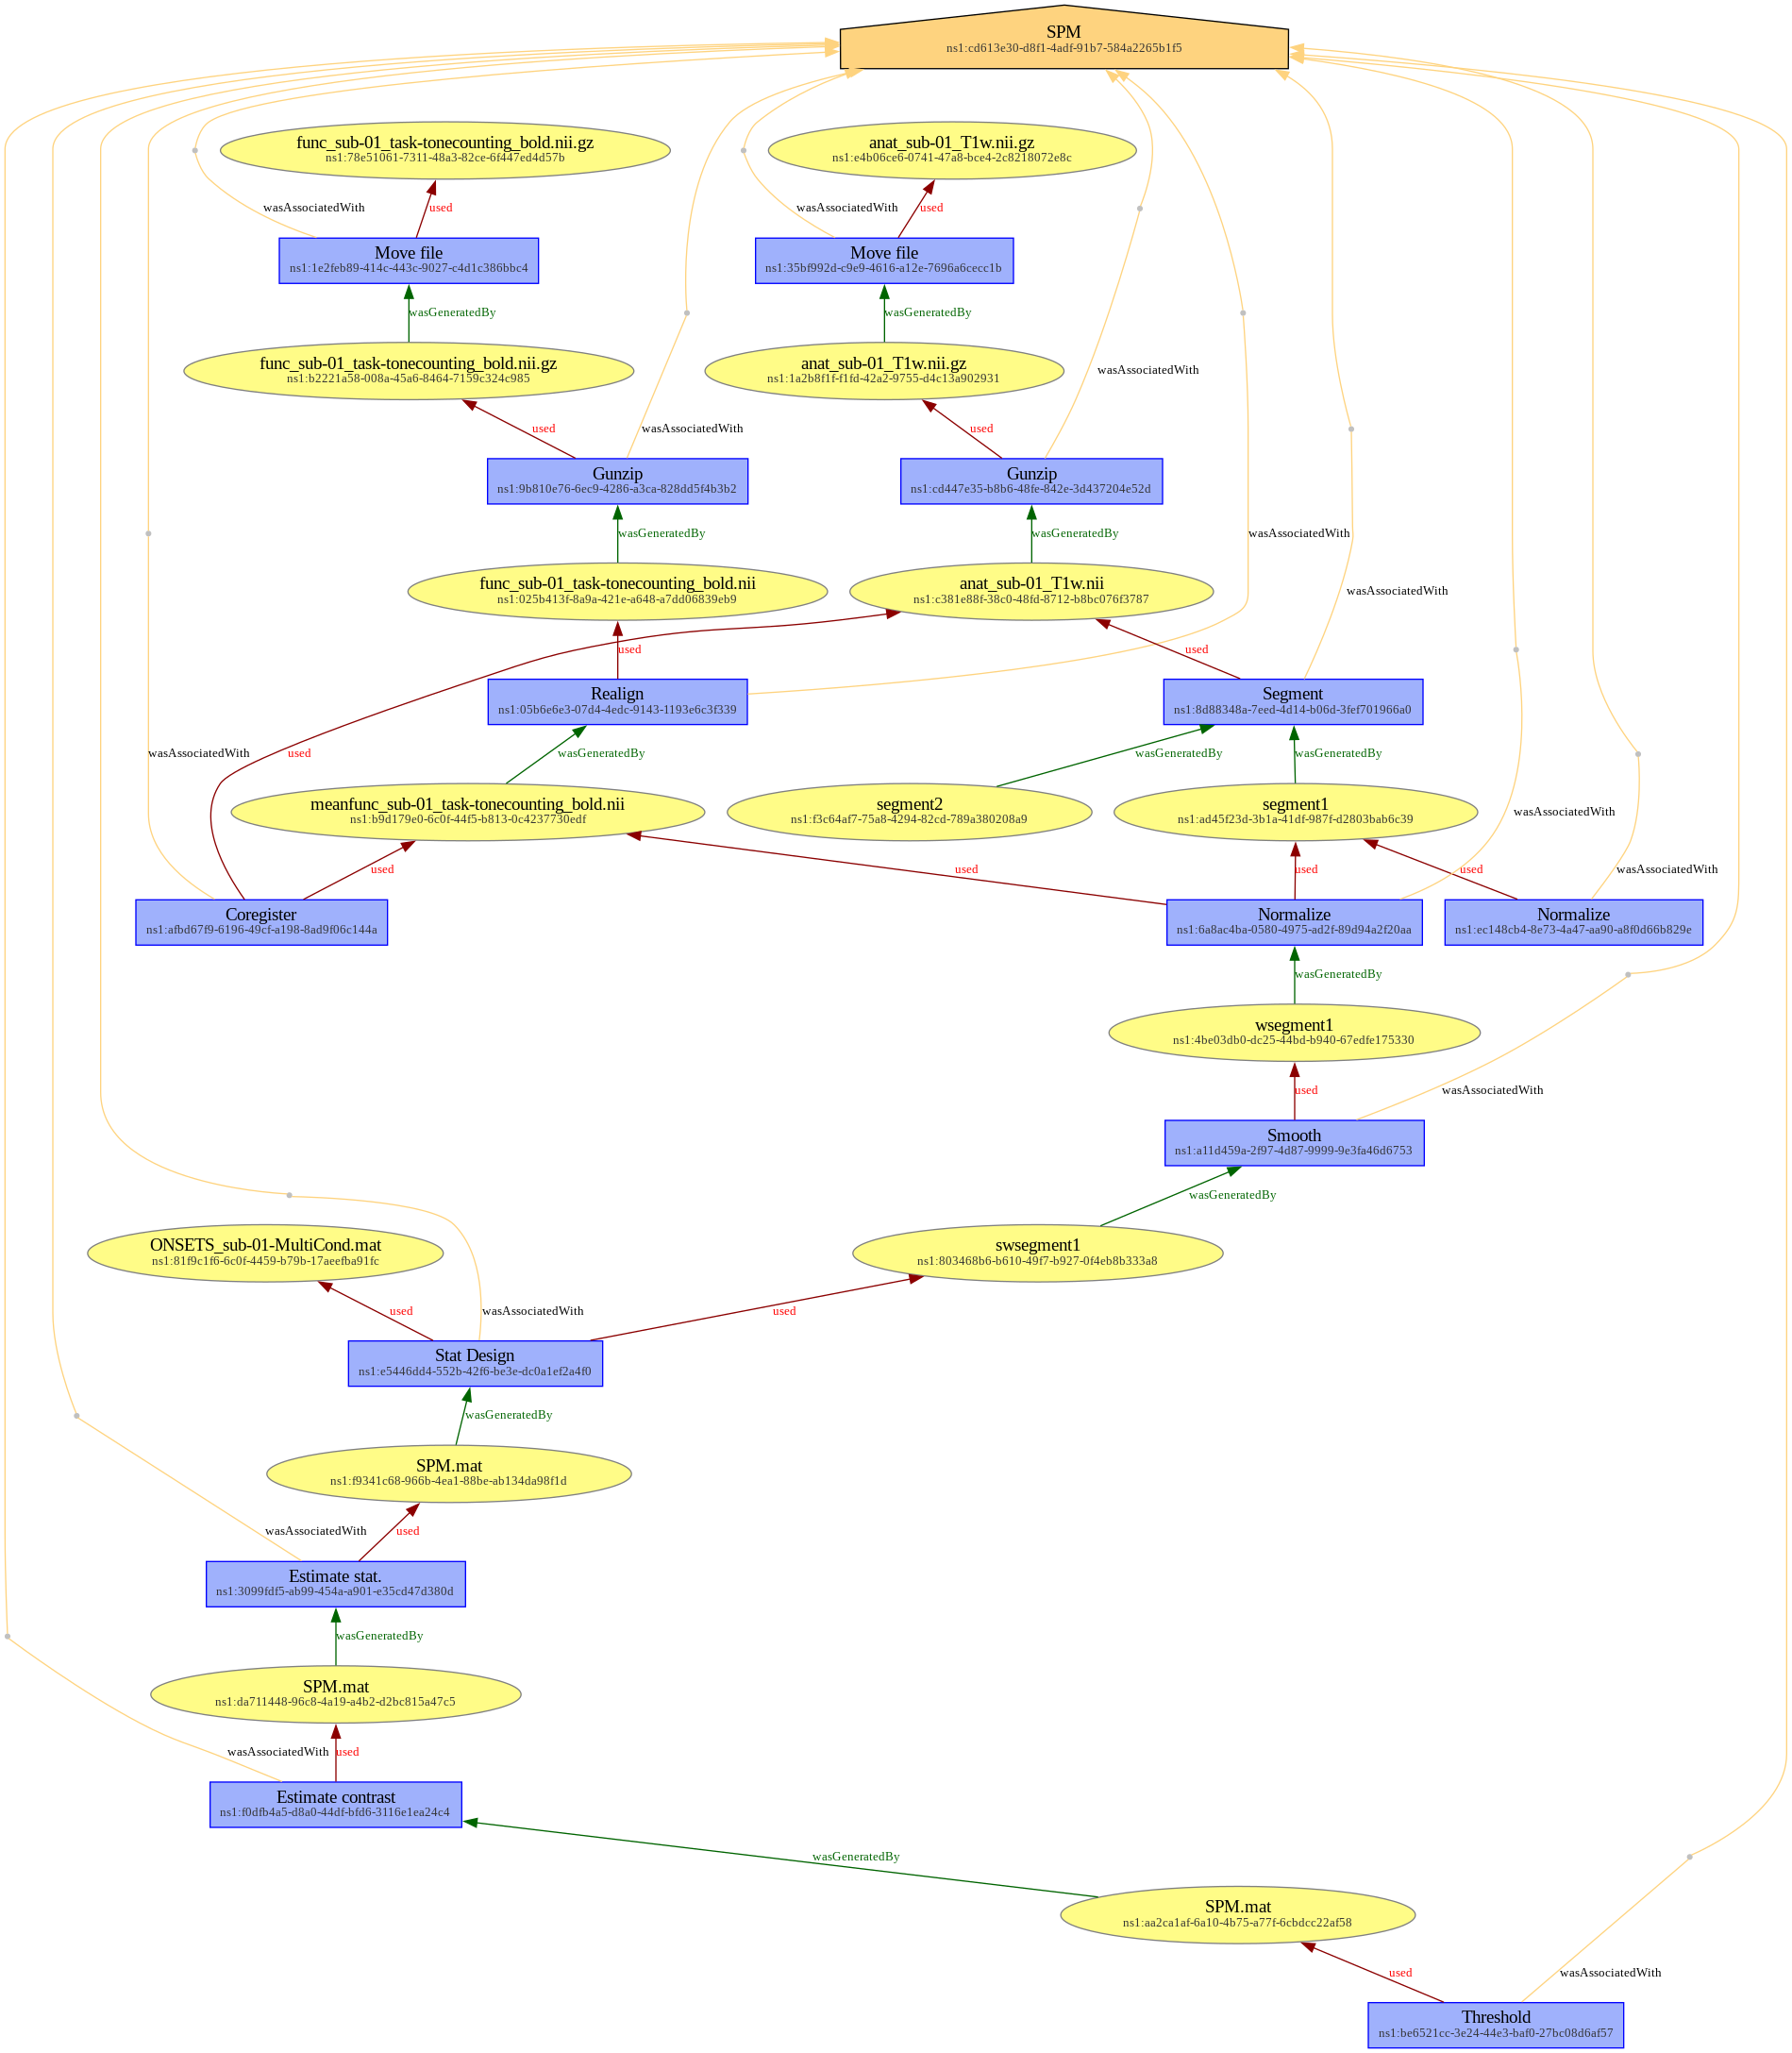 SPM
ns1:cd613e30-d8f1-4adf-91b7-584a2265b1f5
func_sub-01_task-tonecounting_bold.nii.gz
ns1:78e51061-7311-48a3-82ce-6f447ed4d57b
anat_sub-01_T1w.nii.gz
ns1:e4b06ce6-0741-47a8-bce4-2c8218072e8c
wasAssociatedWith
used
wasAssociatedWith
used
Move file
ns1:1e2feb89-414c-443c-9027-c4d1c386bbc4
Move file
ns1:35bf992d-c9e9-4616-a12e-7696a6cecc1b
wasGeneratedBy
wasGeneratedBy
func_sub-01_task-tonecounting_bold.nii.gz
ns1:b2221a58-008a-45a6-8464-7159c324c985
anat_sub-01_T1w.nii.gz
ns1:1a2b8f1f-f1fd-42a2-9755-d4c13a902931
wasAssociatedWith
used
wasAssociatedWith
used
Gunzip
ns1:9b810e76-6ec9-4286-a3ca-828dd5f4b3b2
Gunzip
ns1:cd447e35-b8b6-48fe-842e-3d437204e52d
wasGeneratedBy
wasGeneratedBy
wasAssociatedWith
func_sub-01_task-tonecounting_bold.nii
ns1:025b413f-8a9a-421e-a648-a7dd06839eb9
anat_sub-01_T1w.nii
ns1:c381e88f-38c0-48fd-8712-b8bc076f3787
wasAssociatedWith
used
used
Realign
ns1:05b6e6e3-07d4-4edc-9143-1193e6c3f339
Segment
ns1:8d88348a-7eed-4d14-b06d-3fef701966a0
wasAssociatedWith
used
wasGeneratedBy
wasGeneratedBy
wasGeneratedBy
meanfunc_sub-01_task-tonecounting_bold.nii
ns1:b9d179e0-6c0f-44f5-b813-0c4237730edf
segment2
ns1:f3c64af7-75a8-4294-82cd-789a380208a9
segment1
ns1:ad45f23d-3b1a-41df-987f-d2803bab6c39
wasAssociatedWith
used
used
used
used
wasAssociatedWith
Coregister
ns1:afbd67f9-6196-49cf-a198-8ad9f06c144a
Normalize
ns1:6a8ac4ba-0580-4975-ad2f-89d94a2f20aa
Normalize
ns1:ec148cb4-8e73-4a47-aa90-a8f0d66b829e
wasGeneratedBy
wsegment1
ns1:4be03db0-dc25-44bd-b940-67edfe175330
used
wasAssociatedWith
Smooth
ns1:a11d459a-2f97-4d87-9999-9e3fa46d6753
wasGeneratedBy
ONSETS_sub-01-MultiCond.mat
ns1:81f9c1f6-6c0f-4459-b79b-17aeefba91fc
swsegment1
ns1:803468b6-b610-49f7-b927-0f4eb8b333a8
used
wasAssociatedWith
used
Stat Design
ns1:e5446dd4-552b-42f6-be3e-dc0a1ef2a4f0
wasGeneratedBy
SPM.mat
ns1:f9341c68-966b-4ea1-88be-ab134da98f1d
wasAssociatedWith
used
Estimate stat.
ns1:3099fdf5-ab99-454a-a901-e35cd47d380d
wasGeneratedBy
SPM.mat
ns1:da711448-96c8-4a19-a4b2-d2bc815a47c5
wasAssociatedWith
used
Estimate contrast
ns1:f0dfb4a5-d8a0-44df-bfd6-3116e1ea24c4
wasGeneratedBy
SPM.mat
ns1:aa2ca1af-6a10-4b75-a77f-6cbdcc22af58
used
wasAssociatedWith
Threshold
ns1:be6521cc-3e24-44e3-baf0-27bc08d6af57